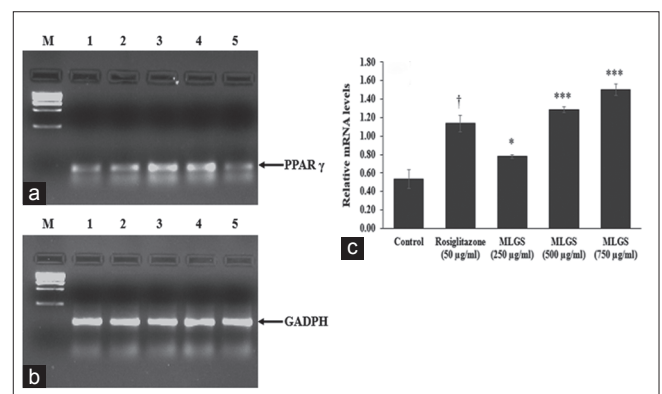 M 1 2 3 4 5
PPAR γ
a
M 1 2 3 4 5
GADPH
b
Relative mRNA levels
1.80
1.60
1.40
1.20
1.00
0.80
0.60
0.40
0.20
0.00
†
*
***
***
Control
Rosiglitazone
(50 µg/ml)
MLGS
(250 µg/ml)
MLGS
(500 µg/ml)
MLGS
(750 µg/ml)
c